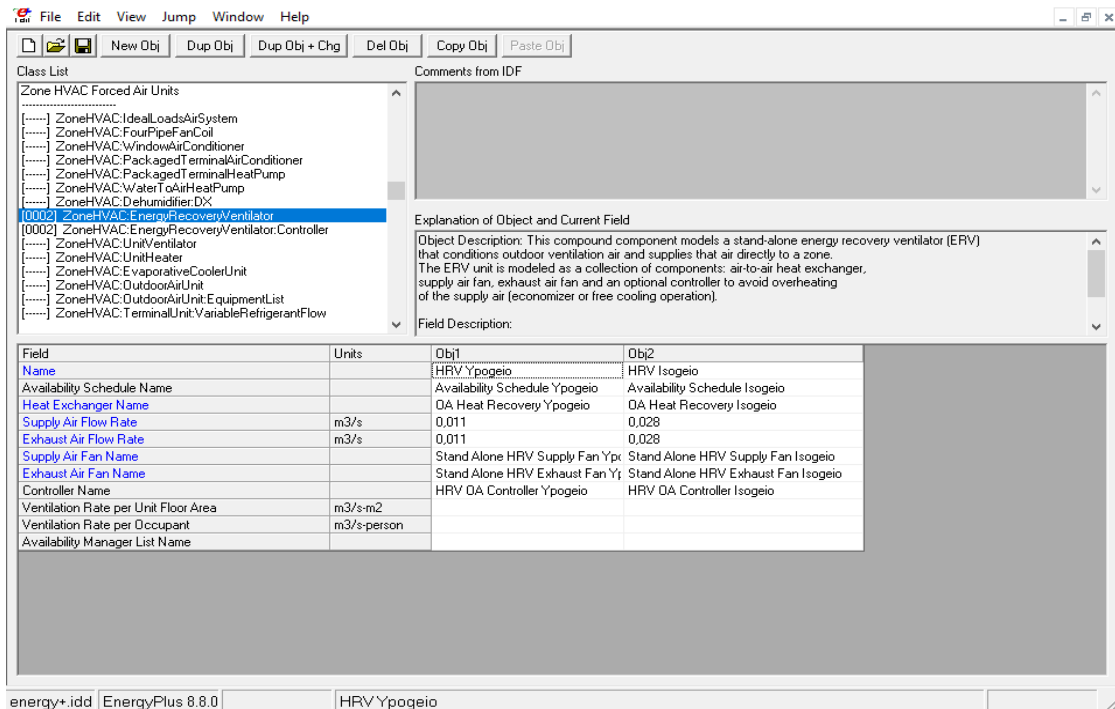 File Edit View Jump Window Help
New Obj Dup Obj Dup Obj + Chg Del Obj Copy Obj Paste Obj
Class List
Comments from IDF
Zone HVAC Forced Air Units
--------------------------
[------] ZoneHVAC:IdealLoadsAirSystem
[------] ZoneHVAC:FourPipeFanCoil
[------] ZoneHVAC:WindowAirConditioner
[------] ZoneHVAC:PackagedTerminalAirConditioner
[------] ZoneHVAC:PackagedTerminalHeatPump
[------] ZoneHVAC:WaterToAirHeatPump
[------] ZoneHVAC:Dehumidifier:DX
[0002] ZoneHVAC:EnergyRecoveryVentilator
[0002] ZoneHVAC:EnergyRecoveryVentilator:Controller
[------] ZoneHVAC:UnitVentilator
[------] ZoneHVAC:UnitHeater
[------] ZoneHVAC:EvaporativeCoolerUnit
[------] ZoneHVAC:OutdoorAirUnit
[------] ZoneHVAC:OutdoorAirUnit:EquipmentList
[------] ZoneHVAC:TerminalUnit:VariableRefrigerantFlow
Explanation of Object and Current Field
Object Description: This compound component models a stand-alone energy recovery ventilator (ERV)
that conditions outdoor ventilation air and supplies that air directly to a zone.
The ERV unit is modeled as a collection of components: air-to-air heat exchanger,
supply air fan, exhaust air fan and an optional controller to avoid overheating
of the supply air (economizer or free cooling operation).
Field Description:
Field Units Obj1 Obj2
Name HRV Ypogeio HRV Isogeio
Availability Schedule Name Availability Schedule Ypogeio Availability Schedule Isogeio
Heat Exchanger Name OA Heat Recovery Ypogeio OA Heat Recovery Isogeio
Supply Air Flow Rate m3/s 0,011 0,028
Exhaust Air Flow Rate m3/s 0,011 0,028
Supply Air Fan Name Stand Alone HRV Supply Fan Ypo Stand Alone HRV Supply Fan Isogeio
Exhaust Air Fan Name Stand Alone HRV Exhaust Fan Y Stand Alone HRV Exhaust Fan Isogeio
Controller Name HRV OA Controller Ypogeio HRV OA Controller Isogeio
Ventilation Rate per Unit Floor Area m3/s-m2
Ventilation Rate per Occupant m3/s-person
Availability Manager List Name
energy+.idd EnergyPlus 8.8.0 HRV Ypogeio